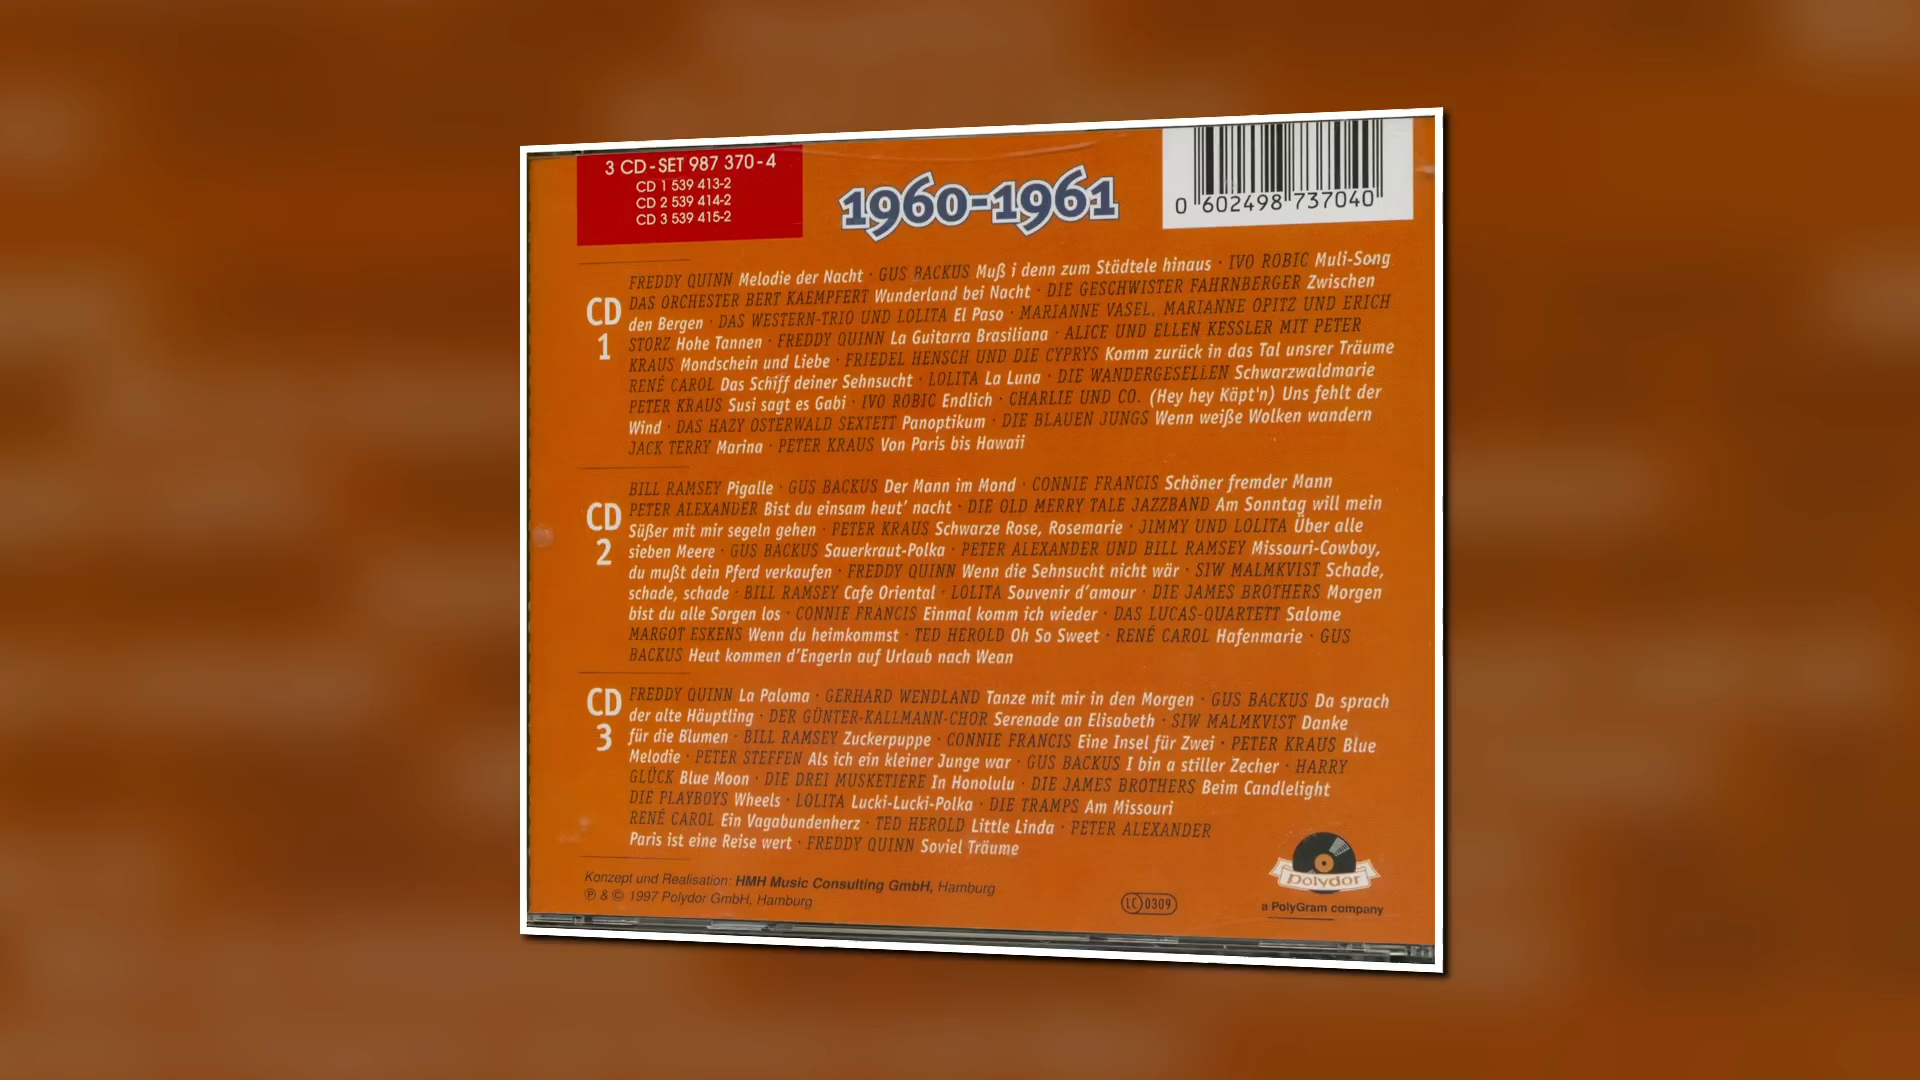 3 CD-SET 987 370-4
CD 1 539 413-2
CD 2 539 414-2
CD 3 539 415-2
1960-1961
0 602498 737040
CD 1
FREDDY QUINN Melodie der Nacht · GUS BACKUS Muß i denn zum Städtele hinaus · IVO ROBIC Muli-Song
DAS ORCHESTER BERT KAEMPFERT Wunderland bei Nacht · DIE GESCHWISTER FAHRNBERGER Zwischen
den Bergen · DAS WESTERN-TRIO UND LOLITA El Paso · MARIANNE VASEL, MARIANNE OPITZ UND ERICH
STORZ Hohe Tannen · FREDDY QUINN La Guitarra Brasiliana · ALICE UND ELLEN KESSLER MIT PETER
KRAUS Mondschein und Liebe · FRIEDEL HENSCH UND DIE CYPRYS Komm zurück in das Tal unsrer Träume
RENÉ CAROL Das Schiff deiner Sehnsucht · LOLITA La Luna · DIE WANDERGESELLEN Schwarzwaldmarie
PETER KRAUS Susi sagt es Gabi · IVO ROBIC Endlich · CHARLIE UND CO. (Hey hey Käpt'n) Uns fehlt der
Wind · DAS HAZY OSTERWALD SEXTETT Panoptikum · DIE BLAUEN JUNGS Wenn weiße Wolken wandern
JACK TERRY Marina · PETER KRAUS Von Paris bis Hawaii
CD 2
BILL RAMSEY Pigalle · GUS BACKUS Der Mann im Mond · CONNIE FRANCIS Schöner fremder Mann
PETER ALEXANDER Bist du einsam heut' nacht · DIE OLD MERRY TALE JAZZBAND Am Sonntag will mein
Süßer mit mir segeln gehen · PETER KRAUS Schwarze Rose, Rosemarie · JIMMY UND LOLITA Über alle
sieben Meere · GUS BACKUS Sauerkraut-Polka · PETER ALEXANDER UND BILL RAMSEY Missouri-Cowboy,
du mußt dein Pferd verkaufen · FREDDY QUINN Wenn die Sehnsucht nicht wär · SIW MALMKVIST Schade,
schade, schade · BILL RAMSEY Cafe Oriental · LOLITA Souvenir d'amour · DIE JAMES BROTHERS Morgen
bist du alle Sorgen los · CONNIE FRANCIS Einmal komm ich wieder · DAS LUCAS-QUARTETT Salome
MARGOT ESKENS Wenn du heimkommst · TED HEROLD Oh So Sweet · RENÉ CAROL Hafenmarie · GUS
BACKUS Heut kommen d'Engerln auf Urlaub nach Wean
CD 3
FREDDY QUINN La Paloma · GERHARD WENDLAND Tanze mit mir in den Morgen · GUS BACKUS Da sprach
der alte Häuptling · DER GÜNTER-KALLMANN-CHOR Serenade an Elisabeth · SIW MALMKVIST Danke
für die Blumen · BILL RAMSEY Zuckerpuppe · CONNIE FRANCIS Eine Insel für Zwei · PETER KRAUS Blue
Melodie · PETER STEFFEN Als ich ein kleiner Junge war · GUS BACKUS I bin a stiller Zecher · HARRY
GLÜCK Blue Moon · DIE DREI MUSKETIERE In Honolulu · DIE JAMES BROTHERS Beim Candlelight
DIE PLAYBOYS Wheels · LOLITA Lucki-Lucki-Polka · DIE TRAMPS Am Missouri
RENÉ CAROL Ein Vagabundenherz · TED HEROLD Little Linda · PETER ALEXANDER
Paris ist eine Reise wert · FREDDY QUINN Soviel Träume
Konzept und Realisation: HMH Music Consulting GmbH, Hamburg
℗ & © 1997 Polydor GmbH, Hamburg
LC 0309
Polydor
a PolyGram company